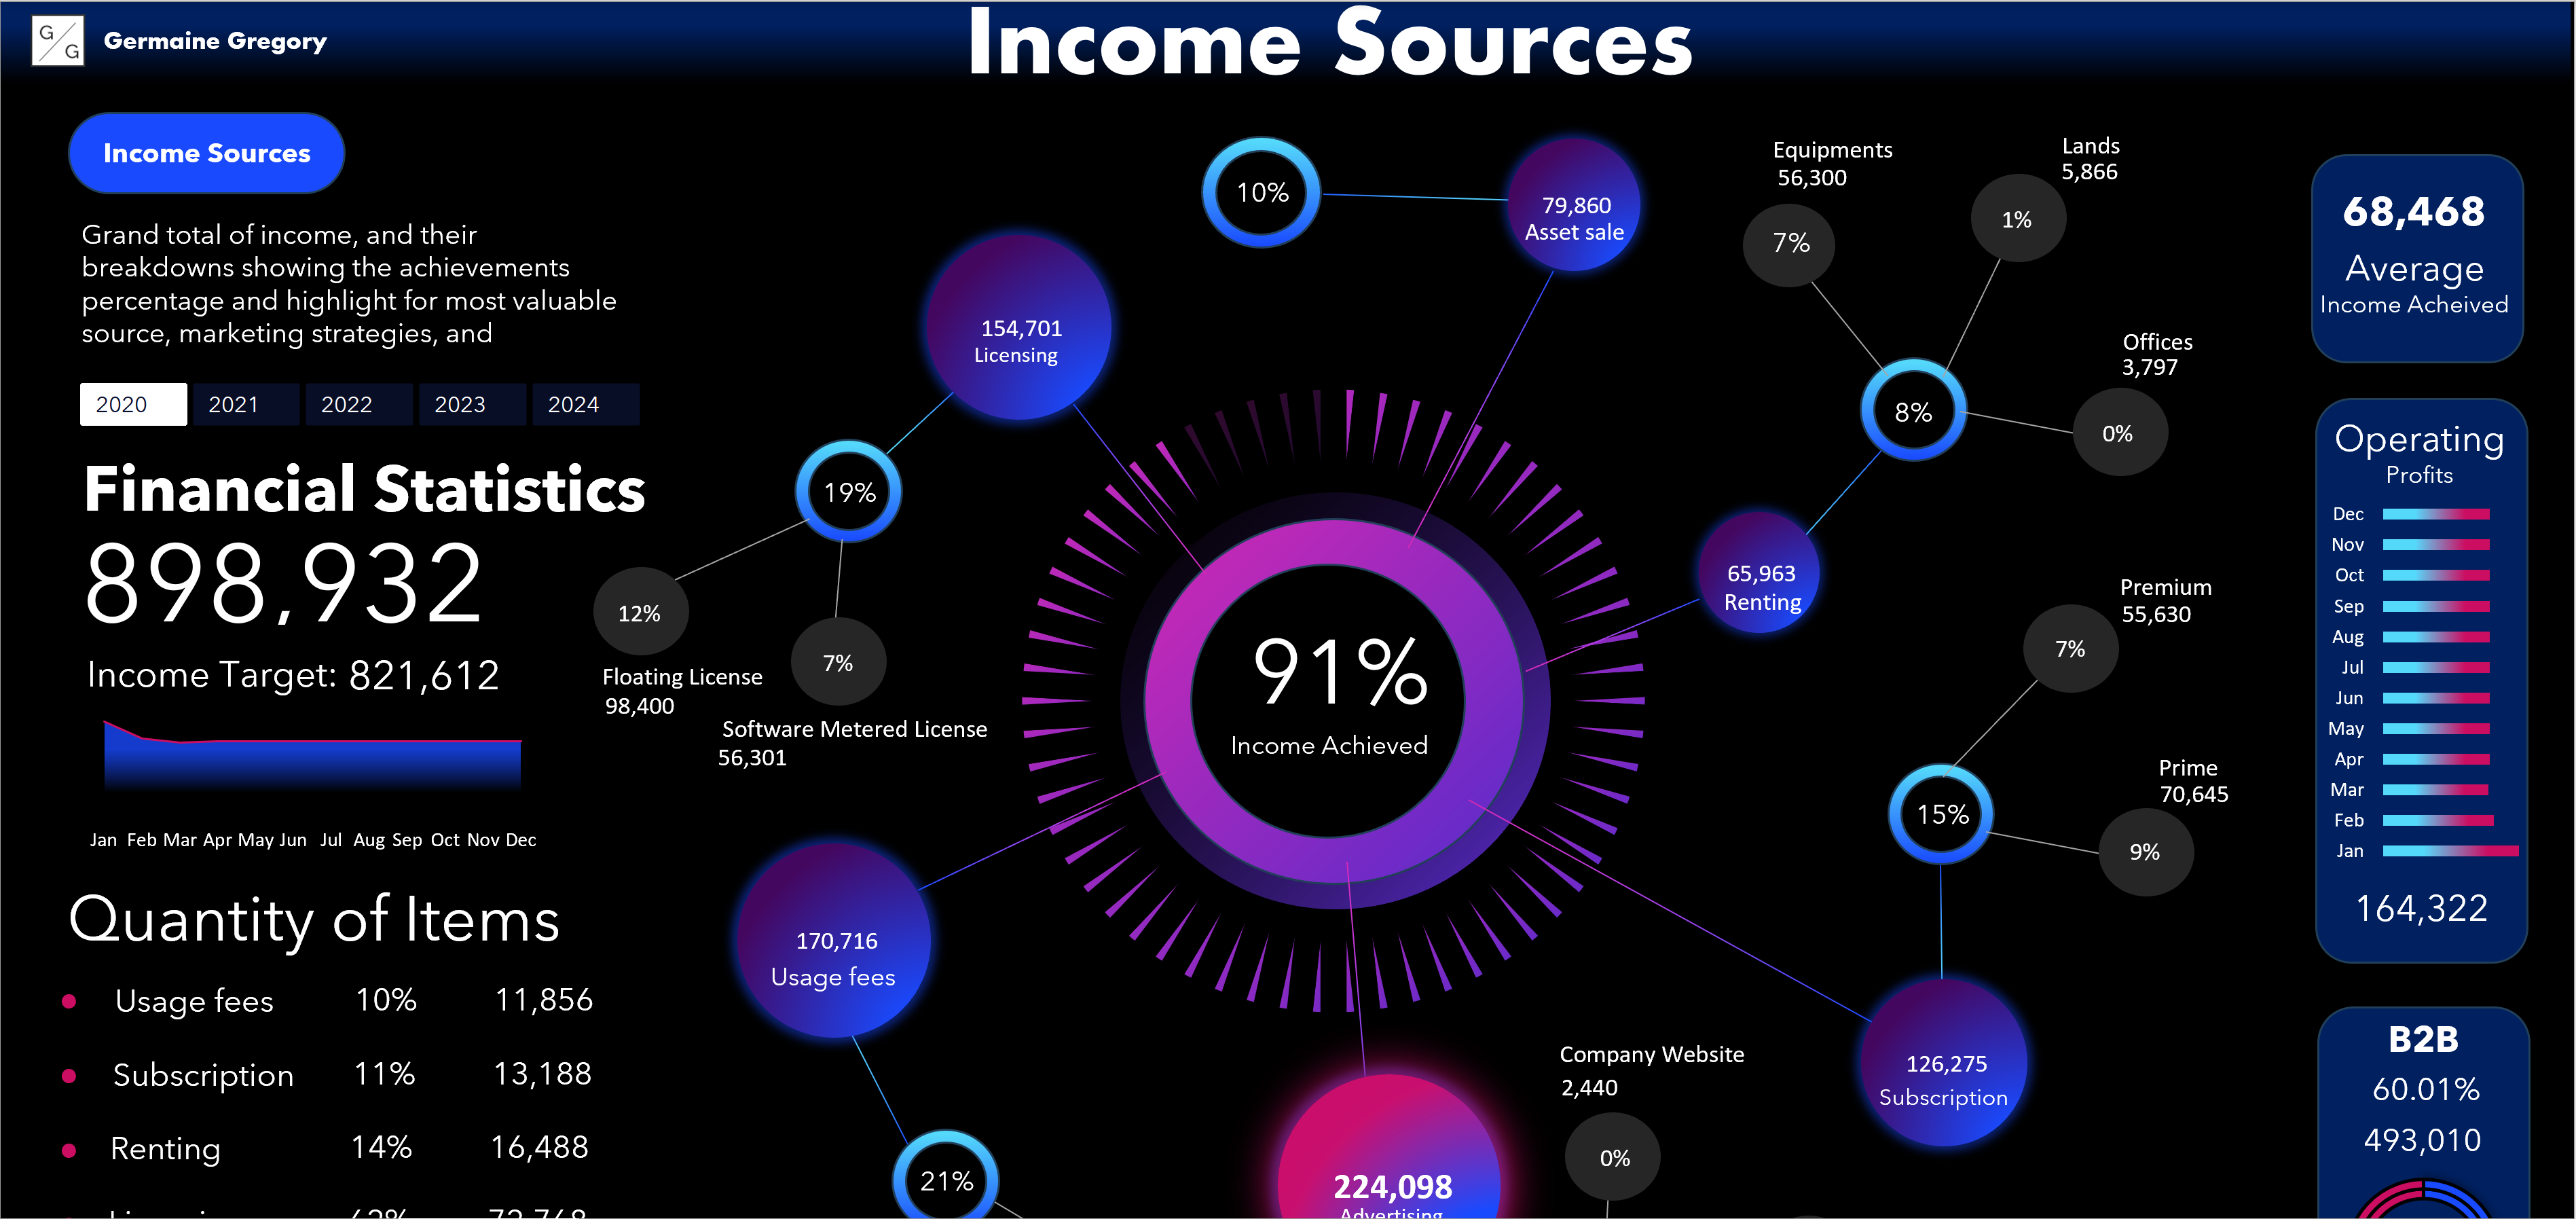 G
G
Germaine Gregory
Income Sources
Income Sources
Grand total of income, and their
breakdowns showing the achievements
percentage and highlight for most valuable
source, marketing strategies, and
2020 2021 2022 2023 2024
Financial Statistics
898,932
Income Target: 821,612
Jan Feb Mar Apr May Jun Jul Aug Sep Oct Nov Dec
Quantity of Items
Usage fees 10% 11,856
Subscription 11% 13,188
Renting 14% 16,488
10%
79,860
Asset sale
154,701
Licensing
19%
12%
Floating License
98,400
7%
Software Metered License
56,301
91%
Income Achieved
170,716
Usage fees
21%
224,098
Advertising
Company Website
2,440
0%
Equipments
56,300
7%
Lands
5,866
1%
Offices
3,797
0%
8%
65,963
Renting
Premium
55,630
7%
Prime
70,645
9%
15%
126,275
Subscription
68,468
Average
Income Acheived
Operating
Profits
Dec
Nov
Oct
Sep
Aug
Jul
Jun
May
Apr
Mar
Feb
Jan
164,322
B2B
60.01%
493,010